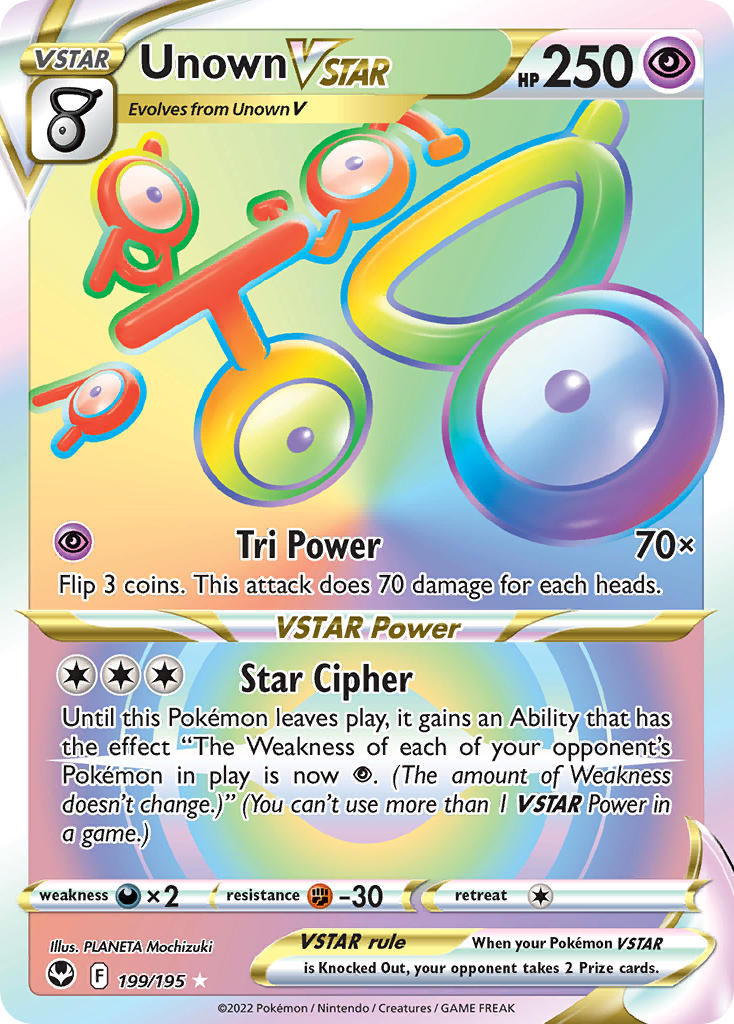 VSTAR
Unown VSTAR
HP 250
Evolves from Unown V
Tri Power 70×
Flip 3 coins. This attack does 70 damage for each heads.
VSTAR Power
Star Cipher
Until this Pokémon leaves play, it gains an Ability that has
the effect “The Weakness of each of your opponent’s
Pokémon in play is now . (The amount of Weakness
doesn’t change.)” (You can’t use more than 1 VSTAR Power in
a game.)
weakness ×2 resistance -30 retreat
Illus. PLANETA Mochizuki
VSTAR rule When your Pokémon VSTAR
is Knocked Out, your opponent takes 2 Prize cards.
F 199/195
©2022 Pokémon / Nintendo / Creatures / GAME FREAK